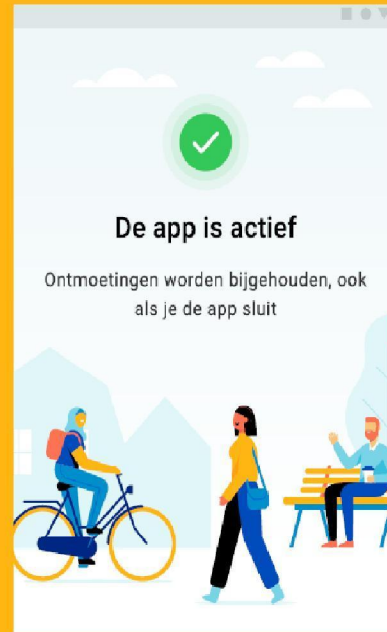 De app is actief
Ontmoetingen worden bijgehouden, ook
als je de app sluit